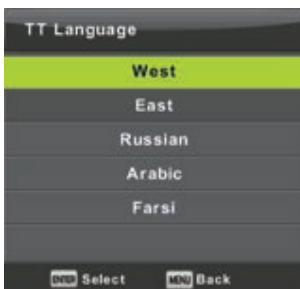 TT Language
West
East
Russian
Arabic
Farsi
ENTER Select MENU Back